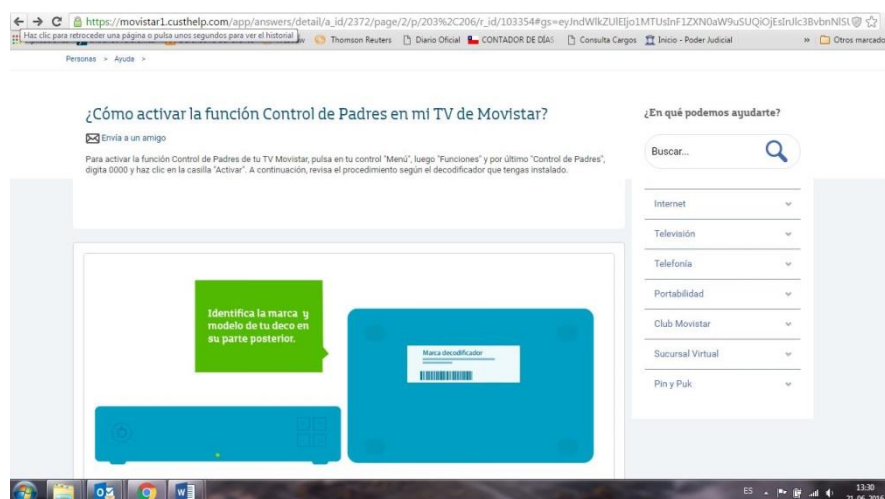 https://movistar1.custhelp.com/app/answers/detail/a_id/2372/page/2/p/203%2C206/r_id/103354#gs=
Haz clic para retroceder una página o pulsa unos segundos para ver el historial
Thomson Reuters
Diario Oficial
CONTADOR DE DÍAS
Consulta Cargos
Inicio - Poder Judicial
»
Otros marcado
Personas > Ayuda >
¿Cómo activar la función Control de Padres en mi TV de Movistar?
Envía a un amigo
Para activar la función Control de Padres de tu TV Movistar, pulsa en tu control "Menú", luego "Funciones" y por último "Control de Padres",
digita 0000 y haz clic en la casilla "Activar". A continuación, revisa el procedimiento según el decodificador que tengas instalado.
¿En qué podemos ayudarte?
Buscar...
Internet
Televisión
Telefonía
Portabilidad
Club Movistar
Sucursal Virtual
Pin y Puk
Identifica la marca y
modelo de tu deco en
su parte posterior.
Marca decodificador
ES
13:30
21-06-2016